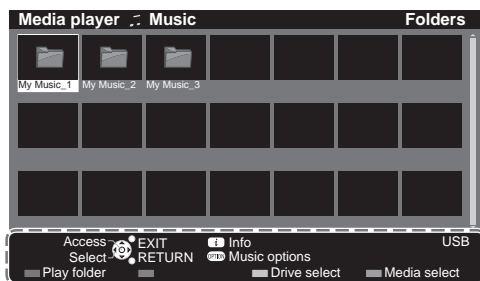 Media player Music Folders
My Music_1 My Music_2 My Music_3
Access EXIT i Info USB
Select RETURN OPTION Music options
Play folder Drive select Media select